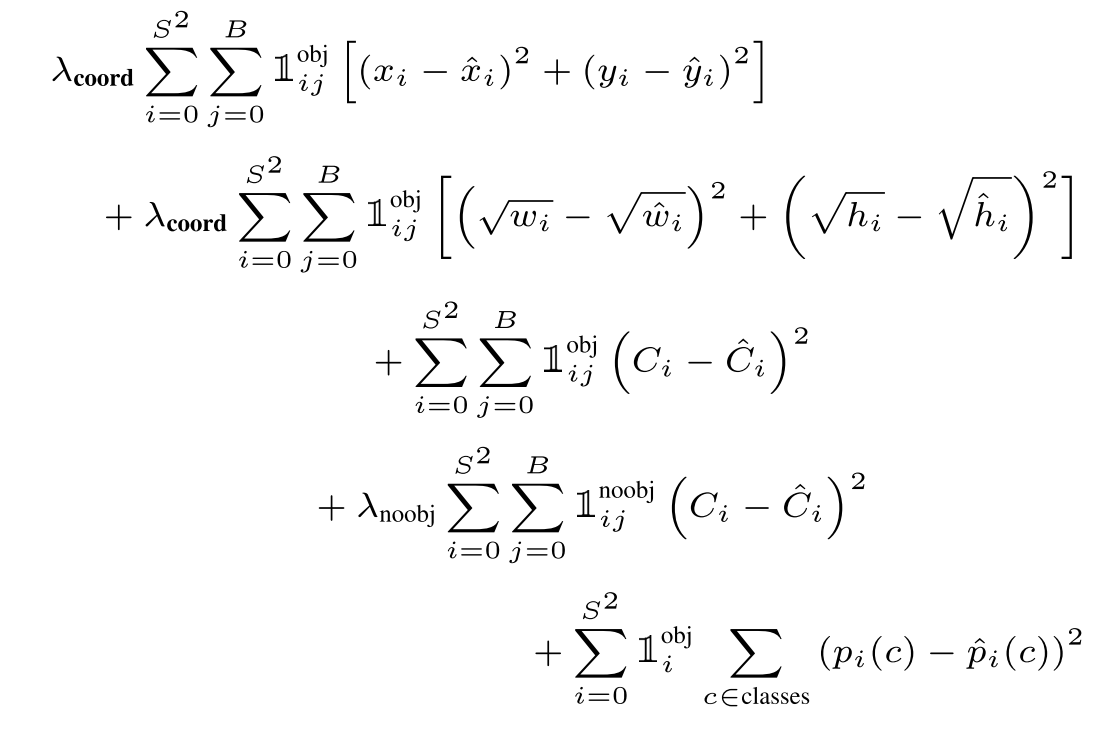 λ_coord ∑_{i=0}^{S^2} ∑_{j=0}^{B} 𝟙_{ij}^{obj} [(x_i − x̂_i)^2 + (y_i − ŷ_i)^2]
+ λ_coord ∑_{i=0}^{S^2} ∑_{j=0}^{B} 𝟙_{ij}^{obj} [(√w_i − √ŵ_i)^2 + (√h_i − √ĥ_i)^2]
+ ∑_{i=0}^{S^2} ∑_{j=0}^{B} 𝟙_{ij}^{obj} (C_i − Ĉ_i)^2
+ λ_noobj ∑_{i=0}^{S^2} ∑_{j=0}^{B} 𝟙_{ij}^{noobj} (C_i − Ĉ_i)^2
+ ∑_{i=0}^{S^2} 𝟙_{i}^{obj} ∑_{c∈classes} (p_i(c) − p̂_i(c))^2